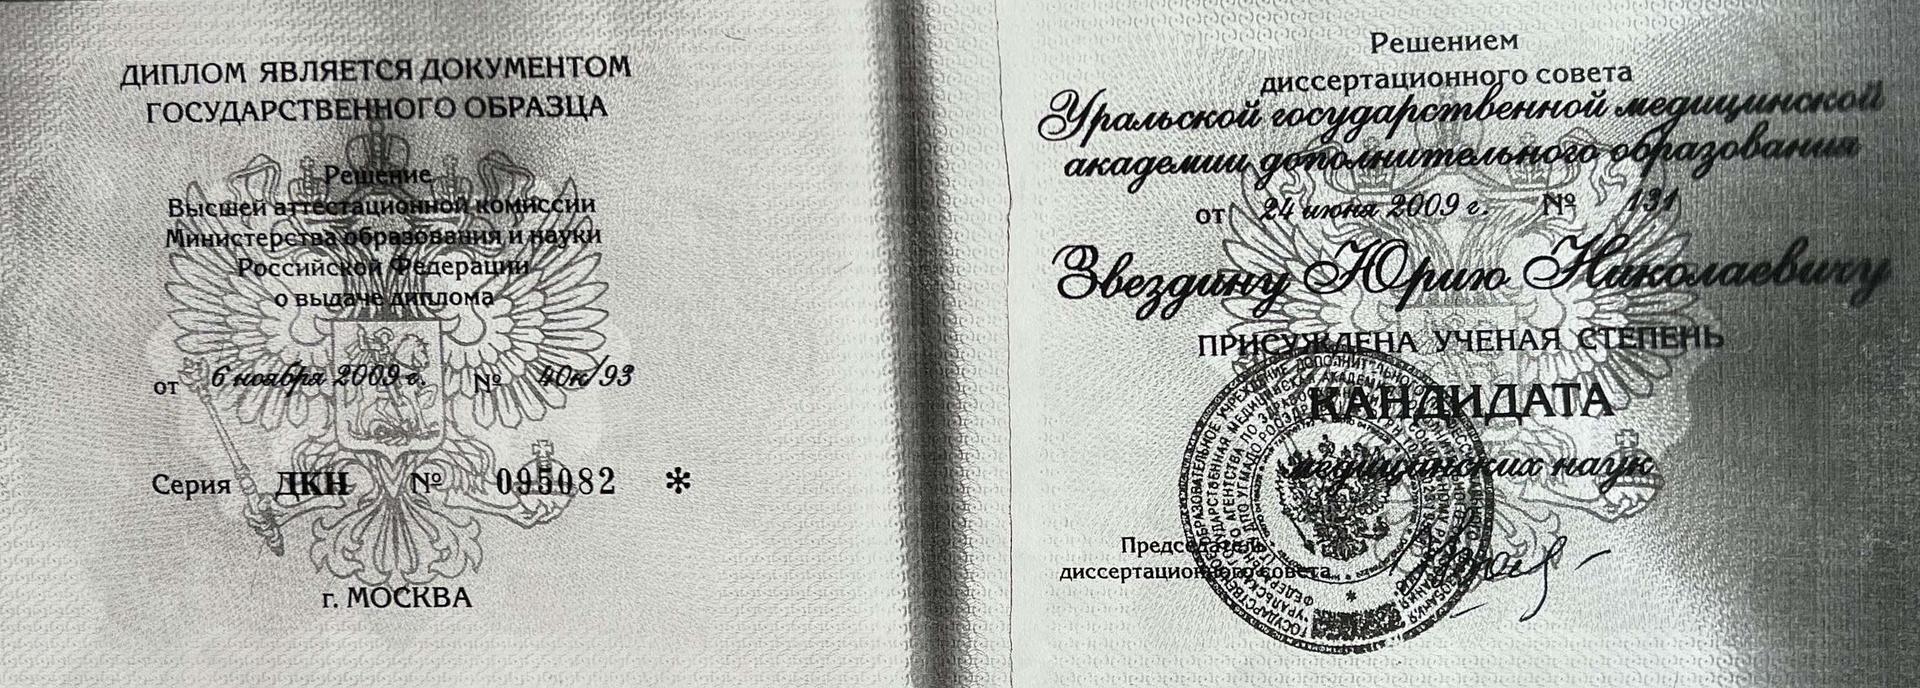 ДИПЛОМ ЯВЛЯЕТСЯ ДОКУМЕНТОМ
ГОСУДАРСТВЕННОГО ОБРАЗЦА
Решение
Высшей аттестационной комиссии
Министерства образования и науки
Российской Федерации
о выдаче диплома
от 6 ноября 2009 г. № 40к/93
Серия ДКН № 095082 *
г. МОСКВА
Решением
диссертационного совета
Уральской государственной медицинской
академии дополнительного образования
от 24 июня 2009 г. № 131
Звездину Юрию Николаевичу
ПРИСУЖДЕНА УЧЕНАЯ СТЕПЕНЬ
КАНДИДАТА
медицинских наук
Председатель
диссертационного совета